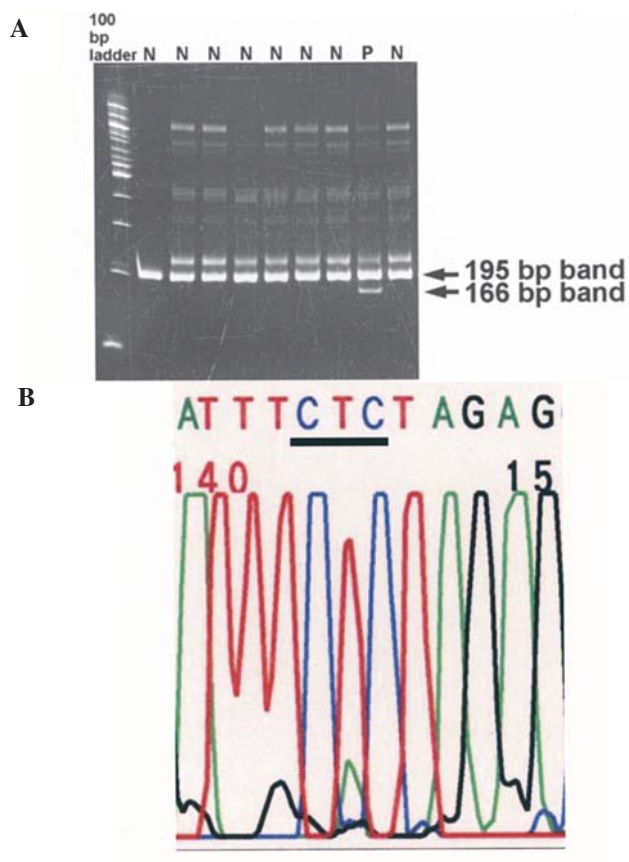 A
100
bp
ladder N N N N N N N P N
195 bp band
166 bp band
B
ATTTCTCTAGAG
140 15